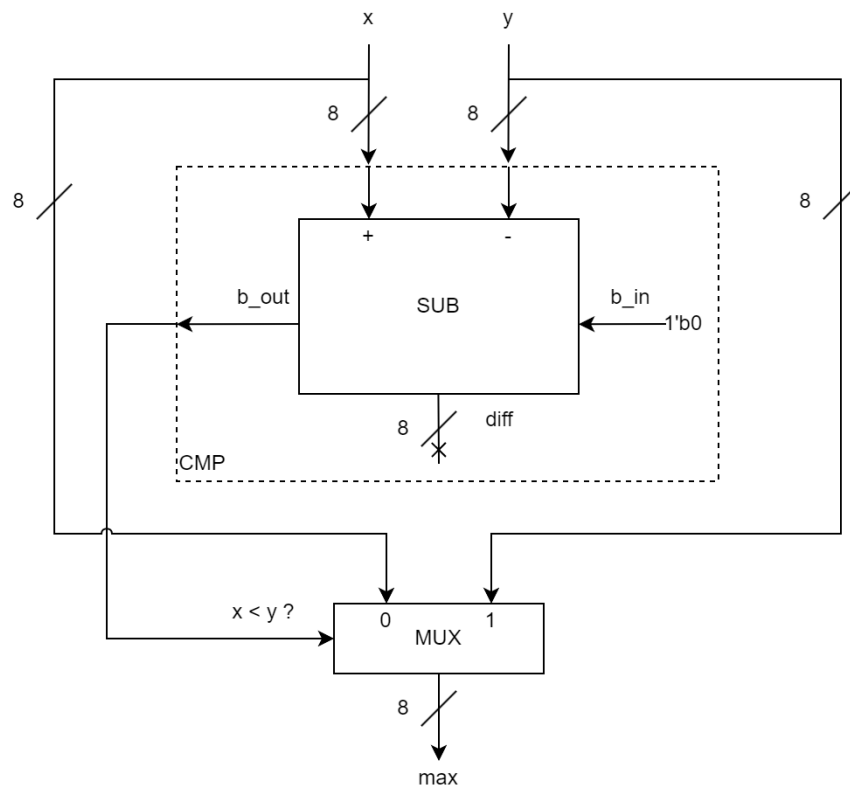 x
y
8
8
8
8
+
-
b_out
SUB
b_in
1'b0
8
diff
CMP
x < y ?
0
1
MUX
8
max